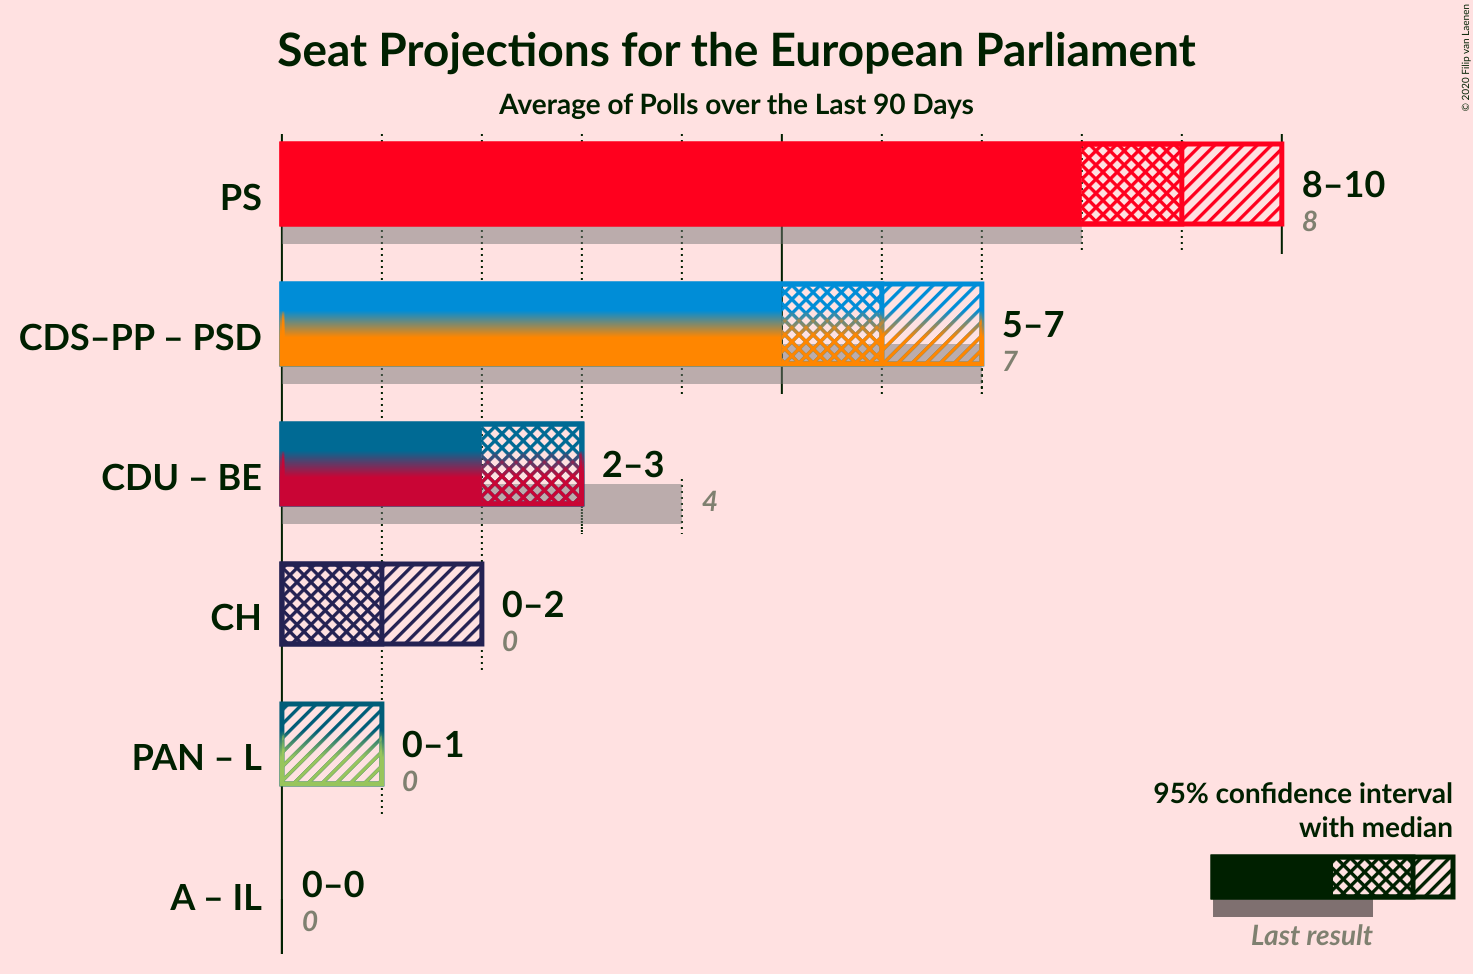 Seat Projections for the European Parliament
Average of Polls over the Last 90 Days
© 2020 Filip van Laenen
PS
8–10
8
CDS–PP – PSD
5–7
7
CDU – BE
2–3
4
CH
0–2
0
PAN – L
0–1
0
A – IL
0–0
0
95% confidence interval
with median
Last result